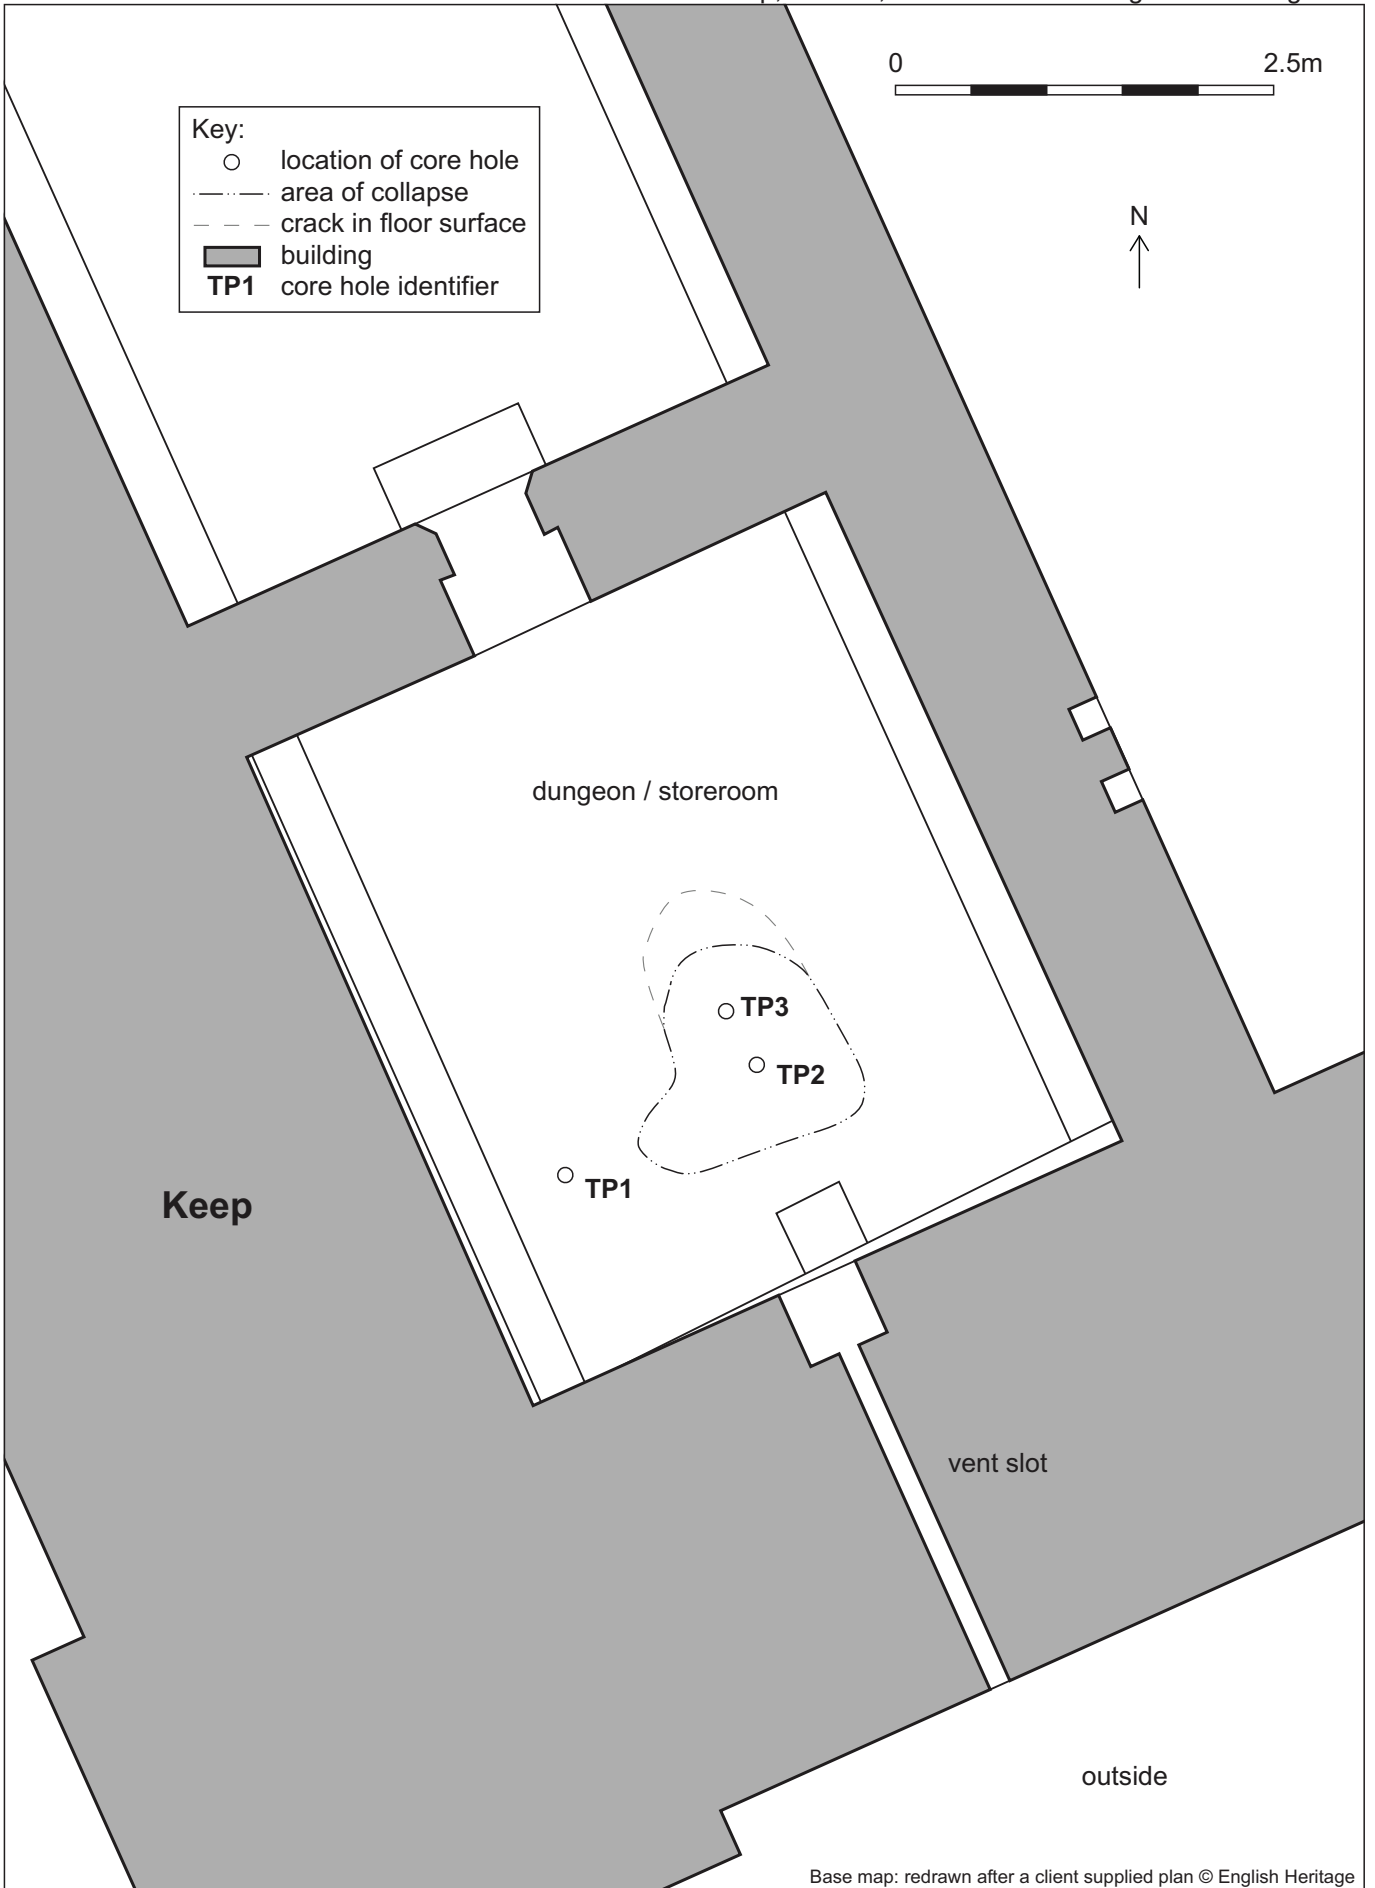 0 2.5m
Key:
location of core hole
area of collapse
crack in floor surface
building
TP1 core hole identifier
N
dungeon / storeroom
TP3
TP2
TP1
Keep
vent slot
outside
Base map: redrawn after a client supplied plan © English Heritage